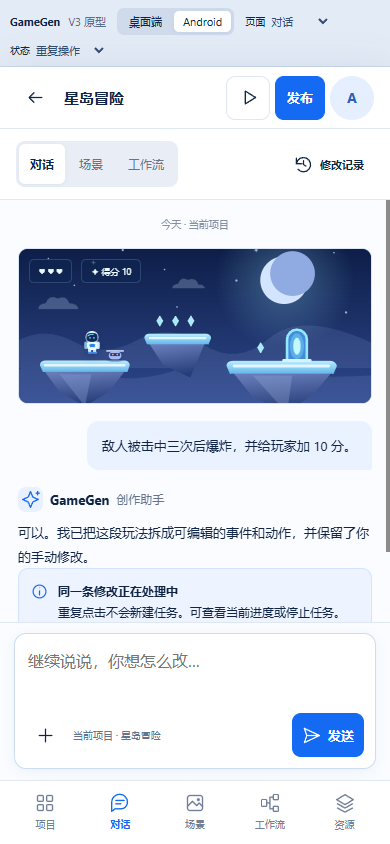 GameGen V3 原型 桌面端 Android 页面 对话
状态 重复操作
星岛冒险 发布 A
对话 场景 工作流 修改记录
今天 · 当前项目
得分 10
敌人被击中三次后爆炸，并给玩家加 10 分。
GameGen 创作助手
可以。我已把这段玩法拆成可编辑的事件和动作，并保留了你
的手动修改。
同一条修改正在处理中
重复点击不会新建任务。可查看当前进度或停止任务。
继续说说，你想怎么改...
当前项目 · 星岛冒险 发送
项目 对话 场景 工作流 资源